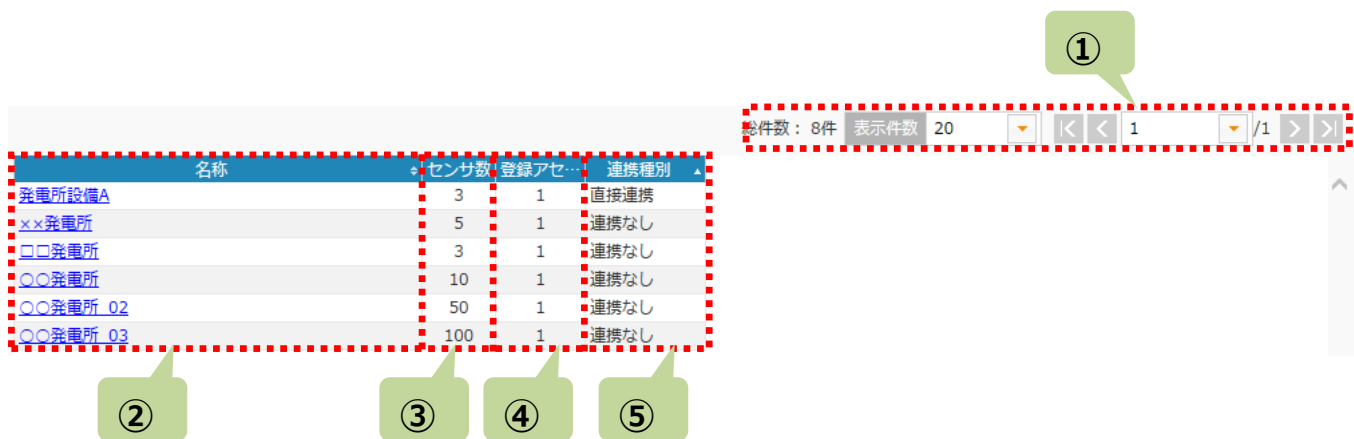 ①
総件数： 8件 表示件数 20 1 /1
名称 センサ数 登録アセ… 連携種別
発電所設備A 3 1 直接連携
××発電所 5 1 連携なし
□□発電所 3 1 連携なし
○○発電所 10 1 連携なし
○○発電所_02 50 1 連携なし
○○発電所_03 100 1 連携なし
② ③ ④ ⑤